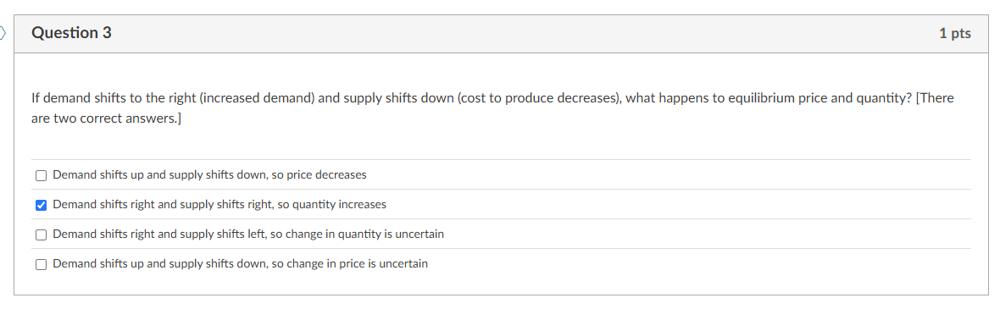 Question 3
1 pts
If demand shifts to the right (increased demand) and supply shifts down (cost to produce decreases), what happens to equilibrium price and quantity? [There
are two correct answers.]
Demand shifts up and supply shifts down, so price decreases
Demand shifts right and supply shifts right, so quantity increases
Demand shifts right and supply shifts left, so change in quantity is uncertain
Demand shifts up and supply shifts down, so change in price is uncertain